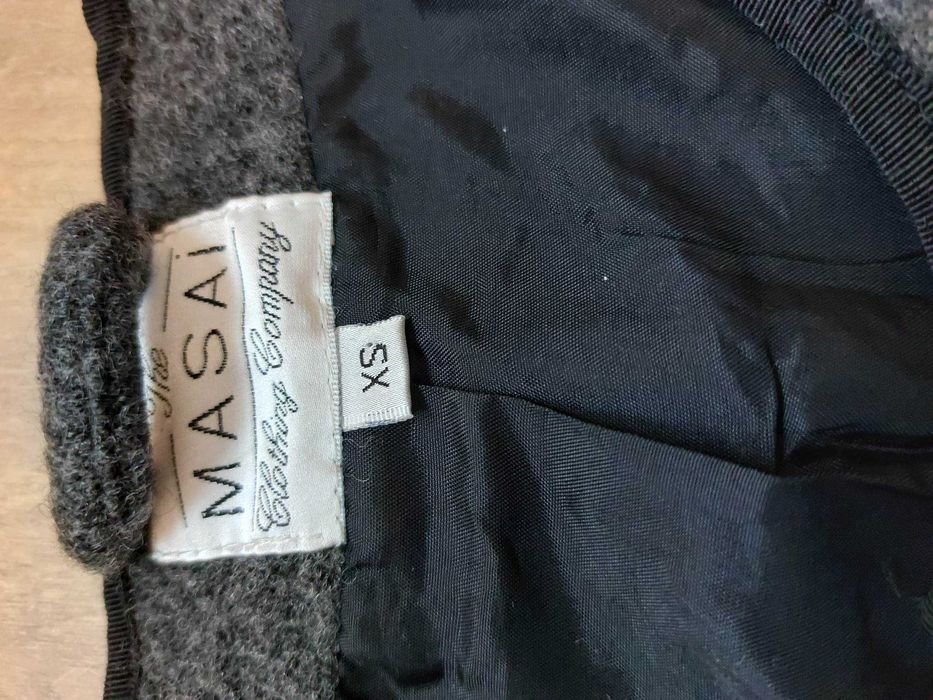 The
MASAI
Clothing Company
XS